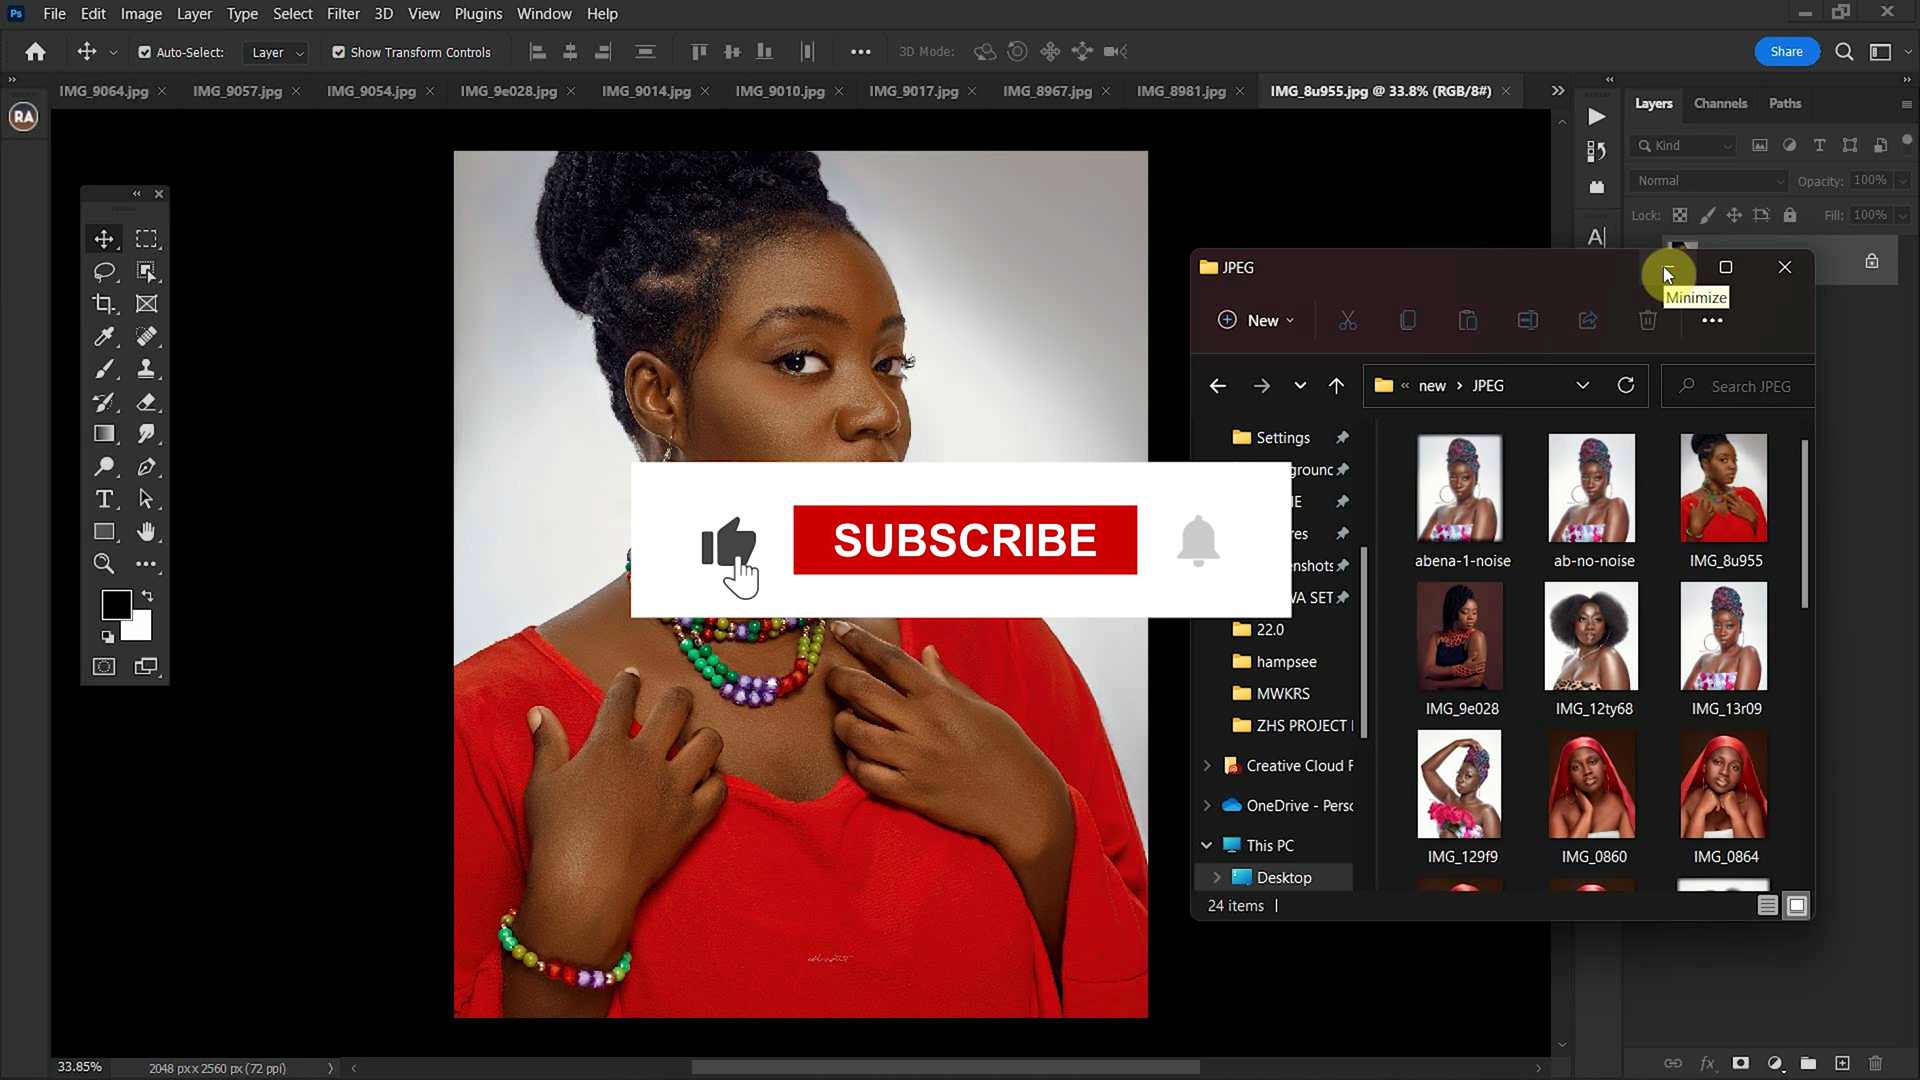 Ps File Edit Image Layer Type Select Filter 3D View Plugins Window Help
Auto-Select: Layer Show Transform Controls 3D Mode: Share
IMG_9064.jpg IMG_9057.jpg IMG_9054.jpg IMG_9e028.jpg IMG_9014.jpg IMG_9010.jpg IMG_9017.jpg IMG_8967.jpg IMG_8981.jpg IMG_8u955.jpg @ 33.8% (RGB/8#)
Layers Channels Paths
RA
Kind
Normal Opacity: 100%
Lock: Fill: 100%
JPEG
Minimize
New
« new > JPEG Search JPEG
Settings
SUBSCRIBE
22.0
hampsee
MWKRS
ZHS PROJECT
Creative Cloud F
OneDrive - Perso
This PC
Desktop
abena-1-noise ab-no-noise IMG_8u955
IMG_9e028 IMG_12ty68 IMG_13r09
IMG_129f9 IMG_0860 IMG_0864
24 items
33.85% 2048 px x 2560 px (72 ppi)